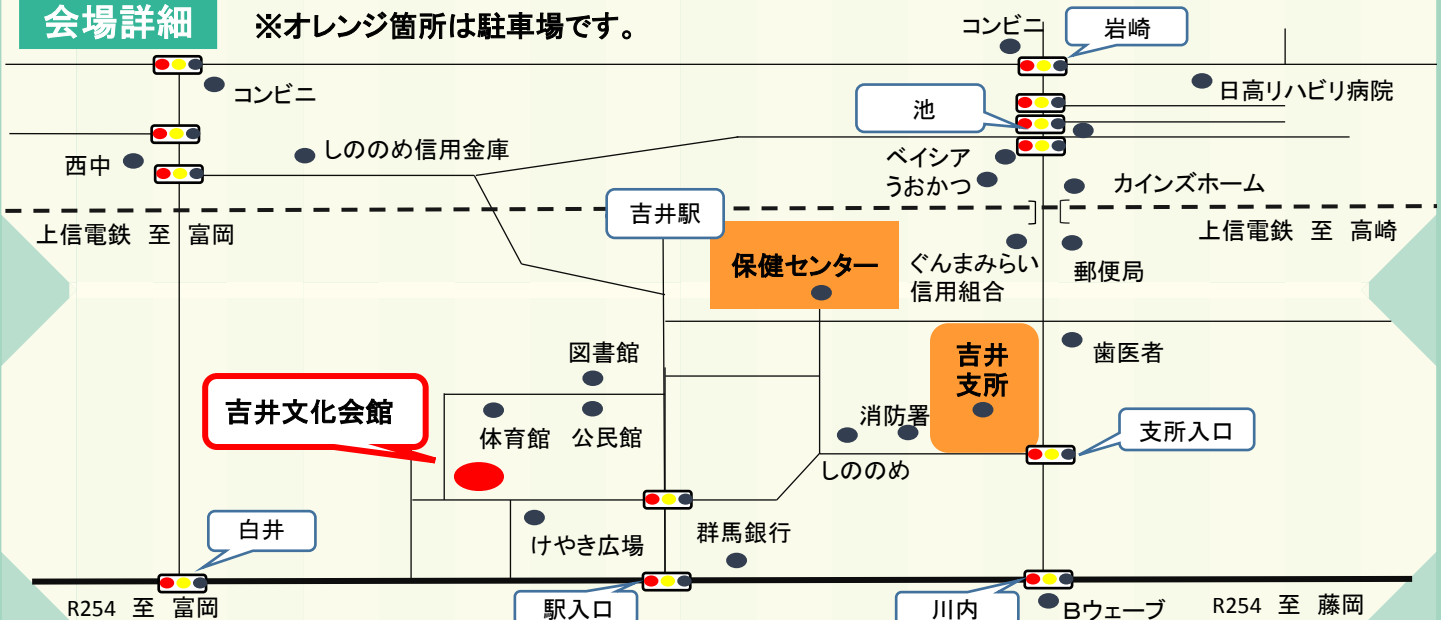 会場詳細 ※オレンジ箇所は駐車場です。
コンビニ
岩崎
コンビニ
日高リハビリ病院
池
西中
しののめ信用金庫
ベイシア
うおかつ
カインズホーム
吉井駅
上信電鉄 至 富岡
上信電鉄 至 高崎
保健センター
ぐんまみらい
信用組合
郵便局
図書館
吉井
支所
歯医者
吉井文化会館
体育館
公民館
消防署
支所入口
しののめ
白井
けやき広場
群馬銀行
R254 至 富岡
駅入口
川内
Bウェーブ
R254 至 藤岡